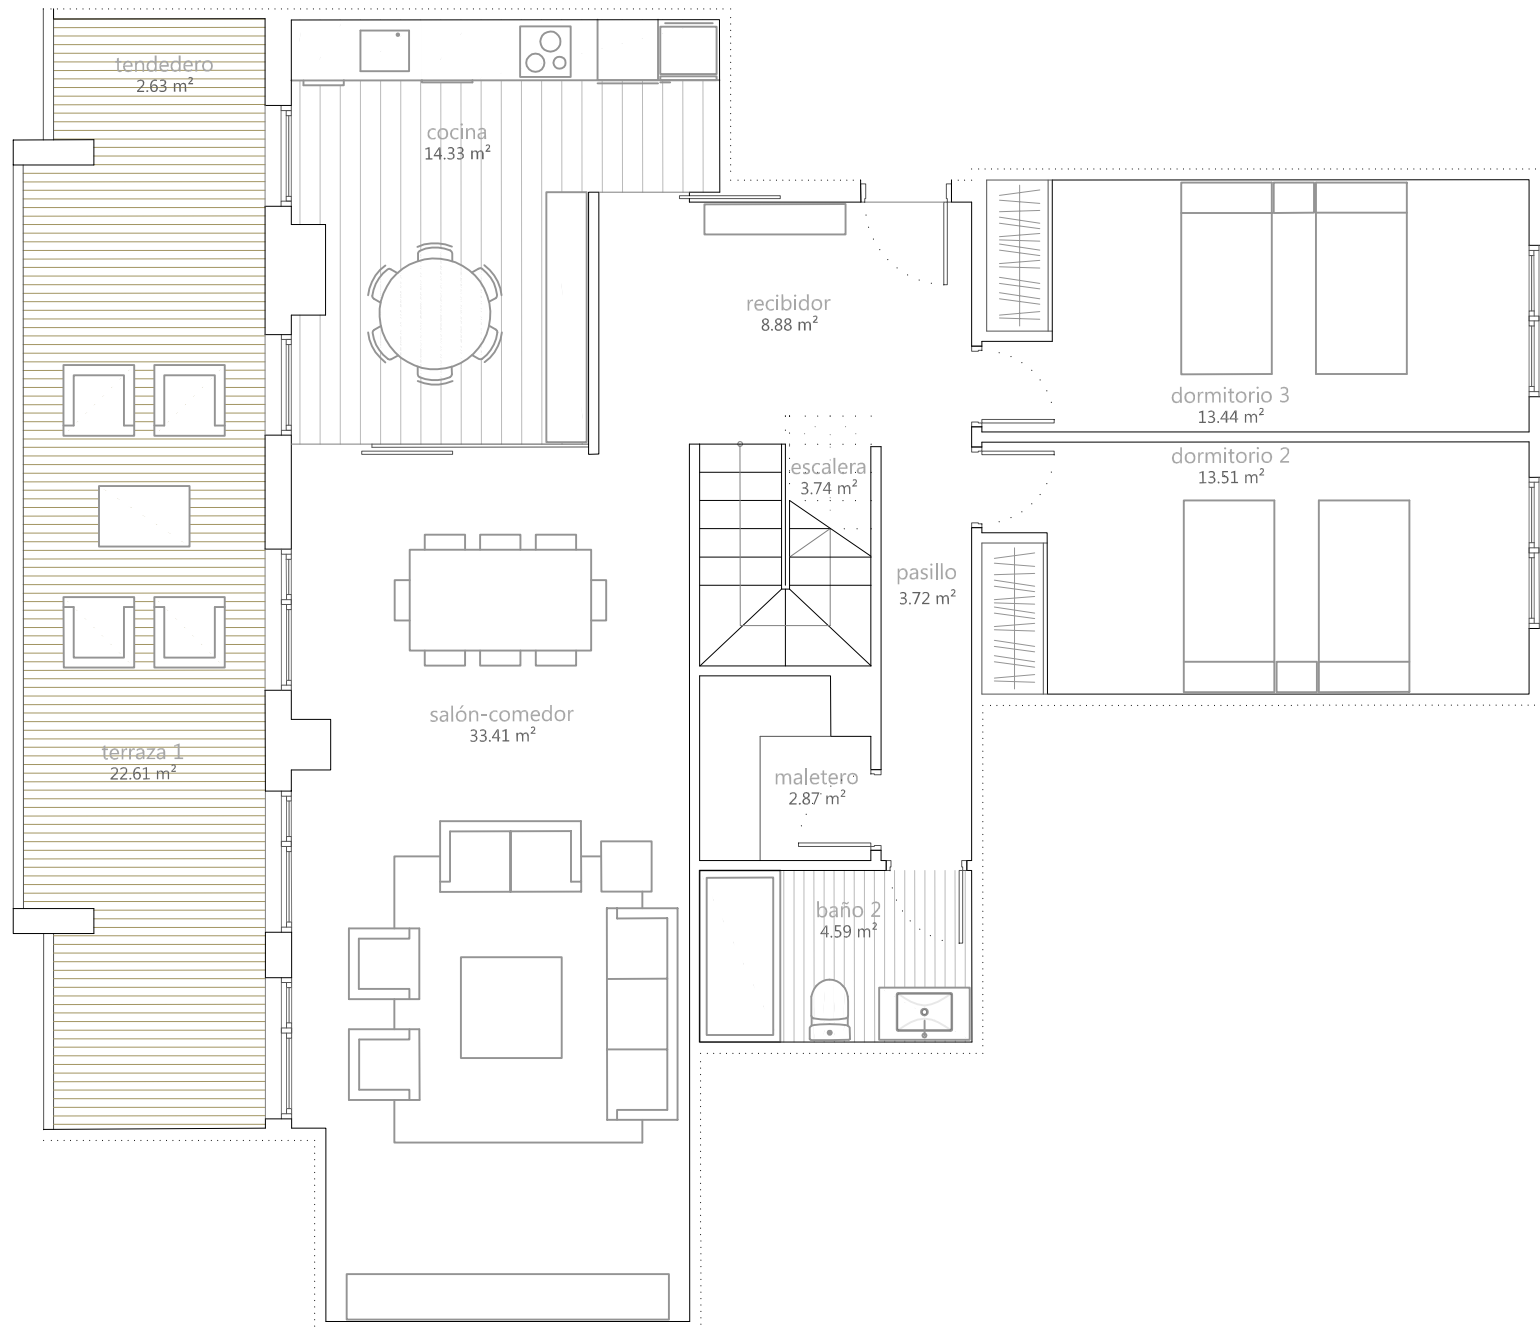 tendedero
2.63 m²
cocina
14.33 m²
recibidor
8.88 m²
dormitorio 3
13.44 m²
dormitorio 2
13.51 m²
escalera
3.74 m²
pasillo
3.72 m²
salón-comedor
33.41 m²
terraza 1
22.61 m²
maletero
2.87 m²
baño 2
4.59 m²